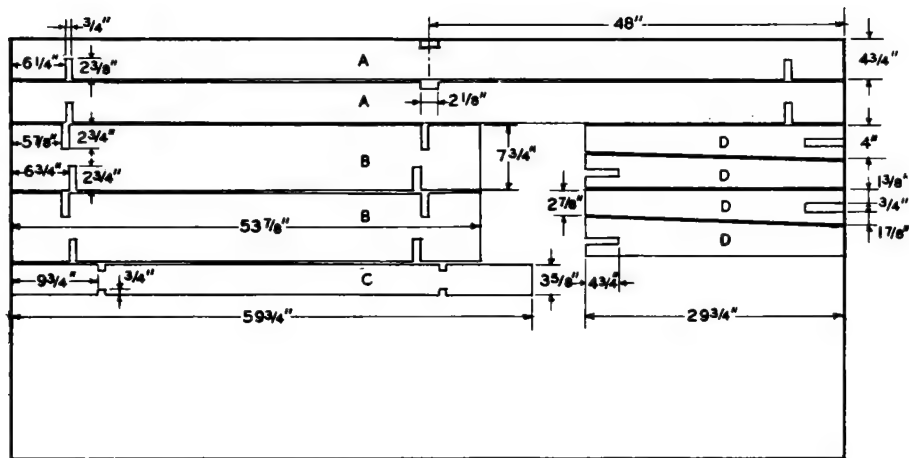 3/4"
48"
6 1/4"
2 3/8"
A
4 3/4"
A
2 1/8"
5 7/8"
2 3/4"
7 3/4"
D
4"
B
6 3/4"
2 3/4"
D
1 3/8"
2 7/8"
D
3/4"
B
53 7/8"
1 7/8"
D
9 3/4"
3/4"
C
3 5/8"
4 3/4"
59 3/4"
29 3/4"